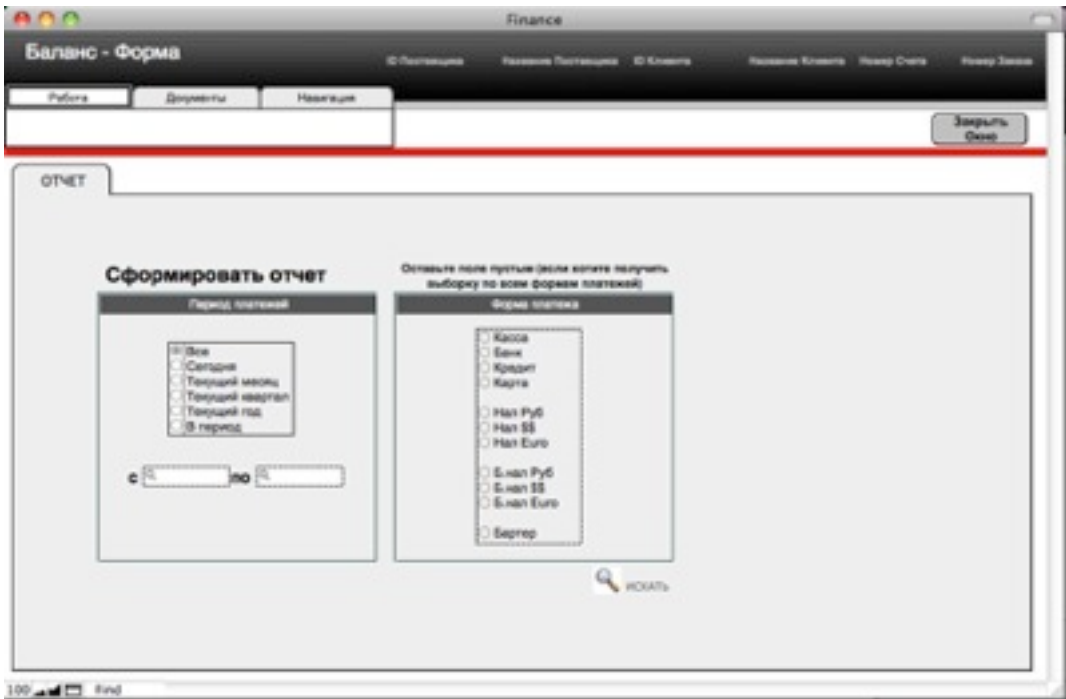 Finance
Баланс - Форма
ID Поставщика Название Поставщика ID Клиента Название Клиента Номер Счета Номер Заказа
Работа Документы Навигация
Закрыть
Окно
ОТЧЕТ
Сформировать отчет
Оставьте поле пустым (если хотите получить
выборку по всем формам платежей)
Период платежей
Форма платежа
Все
Сегодня
Текущий месяц
Текущий квартал
Текущий год
В период
с по
Касса
Банк
Кредит
Карта
Нал Руб
Нал $$
Нал Euro
Б.нал Руб
Б.нал $$
Б.нал Euro
Бартер
ИСКАТЬ
100 Find